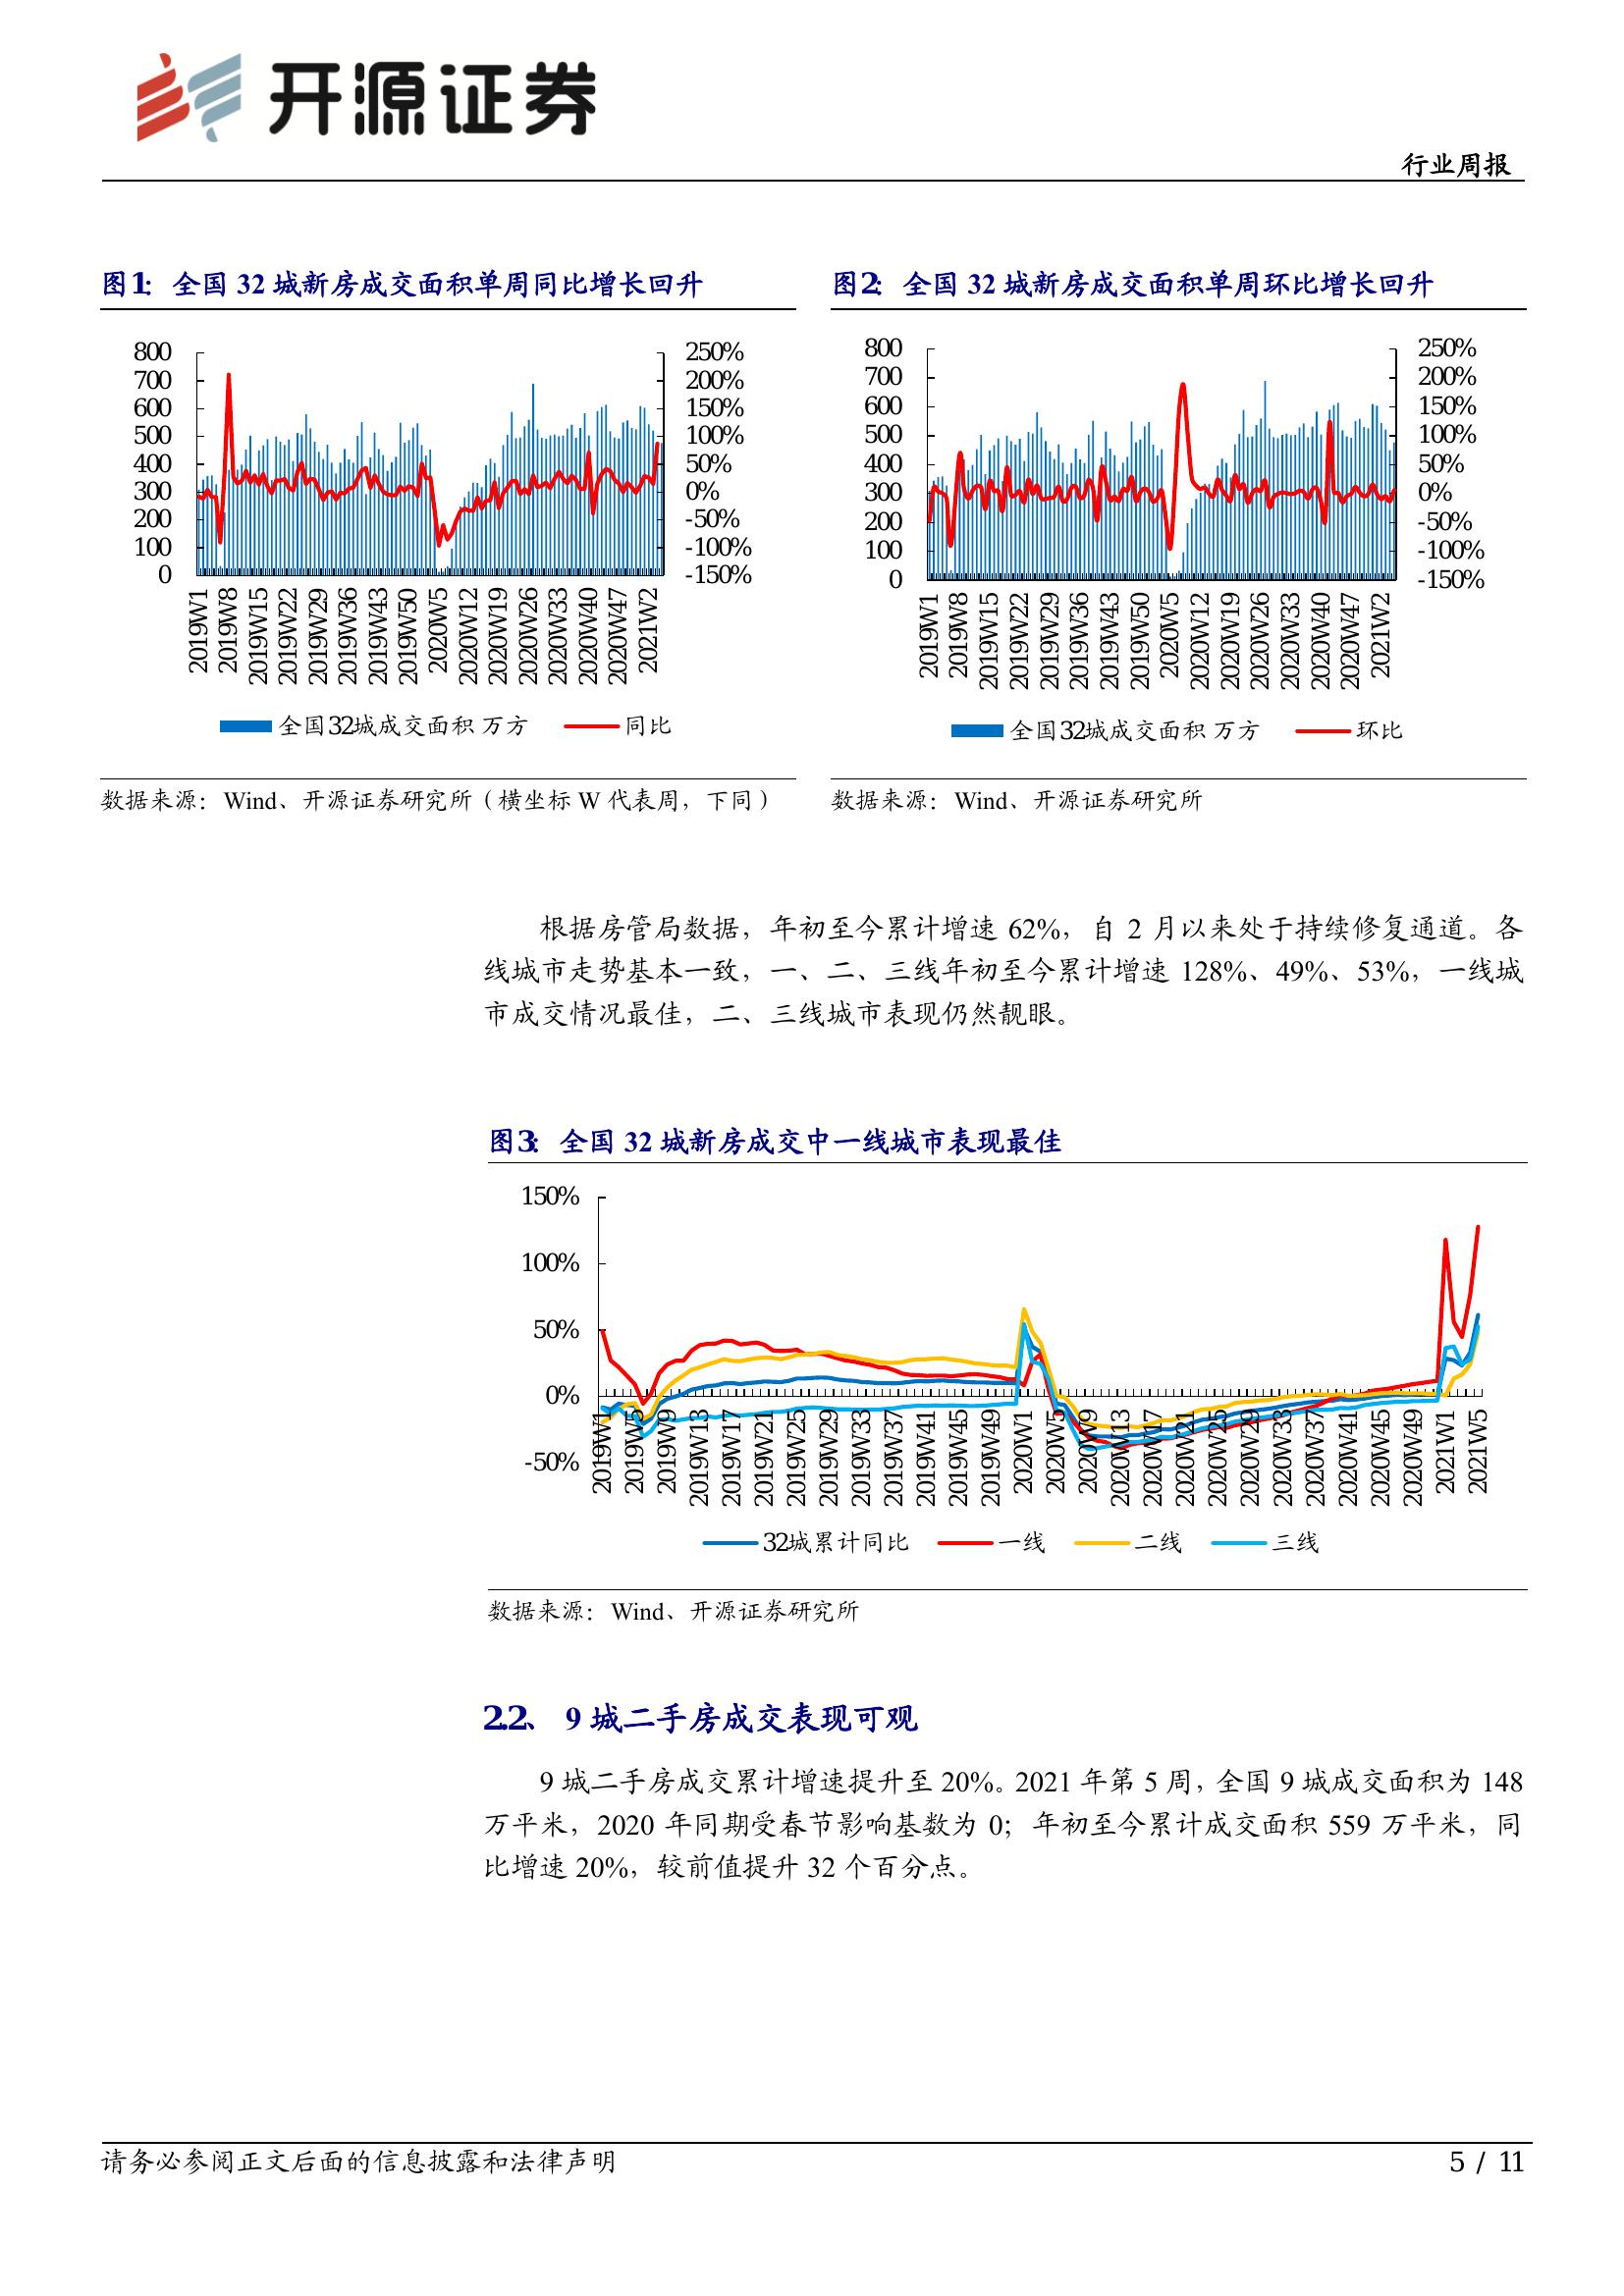 开源证券
行业周报
图1： 全国 32 城新房成交面积单周同比增长回升
800
700
600
500
400
300
200
100
0
250%
200%
150%
100%
50%
0%
-50%
-100%
-150%
2019W1
2019W8
2019W15
2019W22
2019W29
2019W36
2019W43
2019W50
2020W5
2020W12
2020W19
2020W26
2020W33
2020W40
2020W47
2021W2
全国32城成交面积 万方 同比
数据来源：Wind、开源证券研究所（横坐标 W 代表周，下同）
图2： 全国 32 城新房成交面积单周环比增长回升
800
700
600
500
400
300
200
100
0
250%
200%
150%
100%
50%
0%
-50%
-100%
-150%
2019W1
2019W8
2019W15
2019W22
2019W29
2019W36
2019W43
2019W50
2020W5
2020W12
2020W19
2020W26
2020W33
2020W40
2020W47
2021W2
全国32城成交面积 万方 环比
数据来源：Wind、开源证券研究所
根据房管局数据，年初至今累计增速 62%，自 2 月以来处于持续修复通道。各
线城市走势基本一致，一、二、三线年初至今累计增速 128%、49%、53%，一线城
市成交情况最佳，二、三线城市表现仍然靓眼。
图3： 全国 32 城新房成交中一线城市表现最佳
150%
100%
50%
0%
-50%
2019W1
2019W5
2019W9
2019W13
2019W17
2019W21
2019W25
2019W29
2019W33
2019W37
2019W41
2019W45
2019W49
2020W1
2020W5
2020W9
2020W13
2020W17
2020W21
2020W25
2020W29
2020W33
2020W37
2020W41
2020W45
2020W49
2021W1
2021W5
32城累计同比 一线 二线 三线
数据来源：Wind、开源证券研究所
2.2、 9 城二手房成交表现可观
9 城二手房成交累计增速提升至 20%。2021 年第 5 周，全国 9 城成交面积为 148
万平米，2020 年同期受春节影响基数为 0；年初至今累计成交面积 559 万平米，同
比增速 20%，较前值提升 32 个百分点。
请务必参阅正文后面的信息披露和法律声明
5 / 11